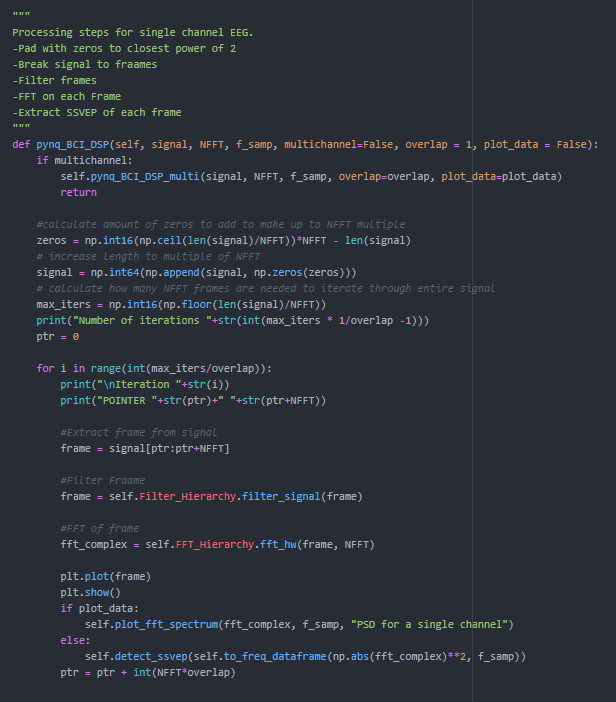 """
Processing steps for single channel EEG.
-Pad with zeros to closest power of 2
-Break signal to fraames
-Filter frames
-FFT on each Frame
-Extract SSVEP of each frame
"""
def pynq_BCI_DSP(self, signal, NFFT, f_samp, multichannel=False, overlap = 1, plot_data = False):
    if multichannel:
        self.pynq_BCI_DSP_multi(signal, NFFT, f_samp, overlap=overlap, plot_data=plot_data)
        return

    #calculate amount of zeros to add to make up to NFFT multiple
    zeros = np.int16(np.ceil(len(signal)/NFFT))*NFFT - len(signal)
    # increase length to multiple of NFFT
    signal = np.int64(np.append(signal, np.zeros(zeros)))
    # calculate how many NFFT frames are needed to iterate through entire signal
    max_iters = np.int16(np.floor(len(signal)/NFFT))
    print("Number of iterations "+str(int(max_iters * 1/overlap -1)))
    ptr = 0

    for i in range(int(max_iters/overlap)):
        print("\nIteration "+str(i))
        print("POINTER "+str(ptr)+" "+str(ptr+NFFT))

        #Extract frame from signal
        frame = signal[ptr:ptr+NFFT]

        #Filter Fraame
        frame = self.Filter_Hierarchy.filter_signal(frame)

        #FFT of frame
        fft_complex = self.FFT_Hierarchy.fft_hw(frame, NFFT)

        plt.plot(frame)
        plt.show()
        if plot_data:
            self.plot_fft_spectrum(fft_complex, f_samp, "PSD for a single channel")
        else:
            self.detect_ssvep(self.to_freq_dataframe(np.abs(fft_complex)**2, f_samp))
        ptr = ptr + int(NFFT*overlap)